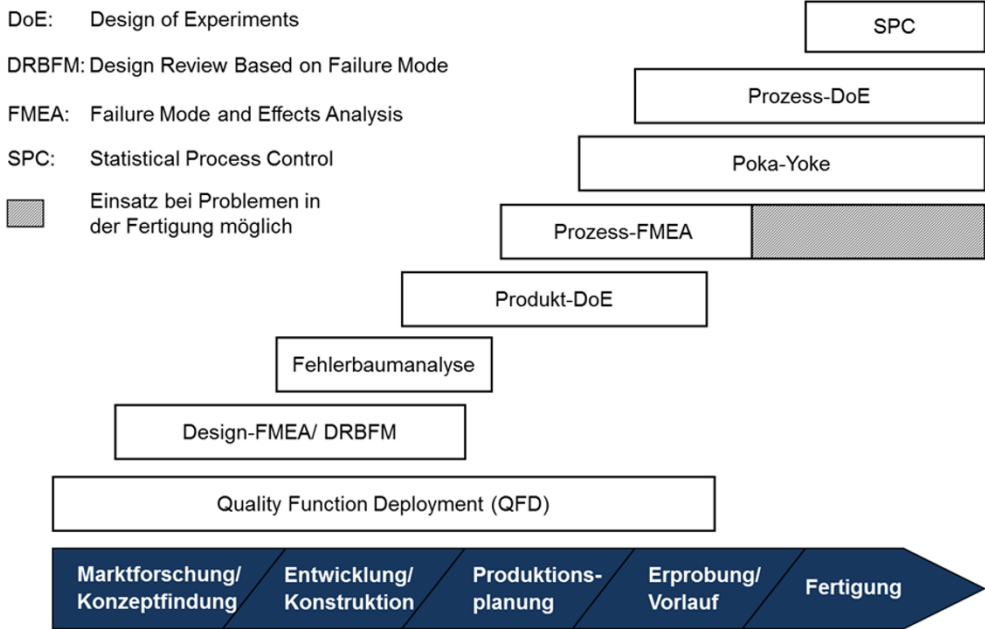 DoE: Design of Experiments
DRBFM: Design Review Based on Failure Mode
FMEA: Failure Mode and Effects Analysis
SPC: Statistical Process Control
Einsatz bei Problemen in
der Fertigung möglich
SPC
Prozess-DoE
Poka-Yoke
Prozess-FMEA
Produkt-DoE
Fehlerbaumanalyse
Design-FMEA/ DRBFM
Quality Function Deployment (QFD)
Marktforschung/
Konzeptfindung
Entwicklung/
Konstruktion
Produktions-
planung
Erprobung/
Vorlauf
Fertigung